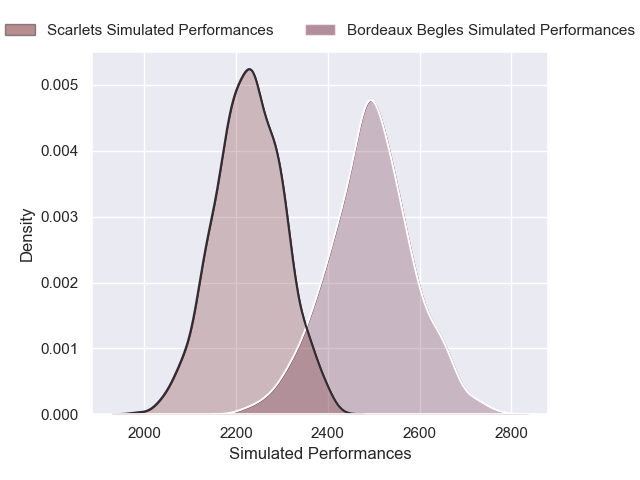 Scarlets Simulated Performances
Bordeaux Begles Simulated Performances
0.005
0.004
0.003
0.002
0.001
0.000
Density
2000
2200
2400
2600
2800
Simulated Performances